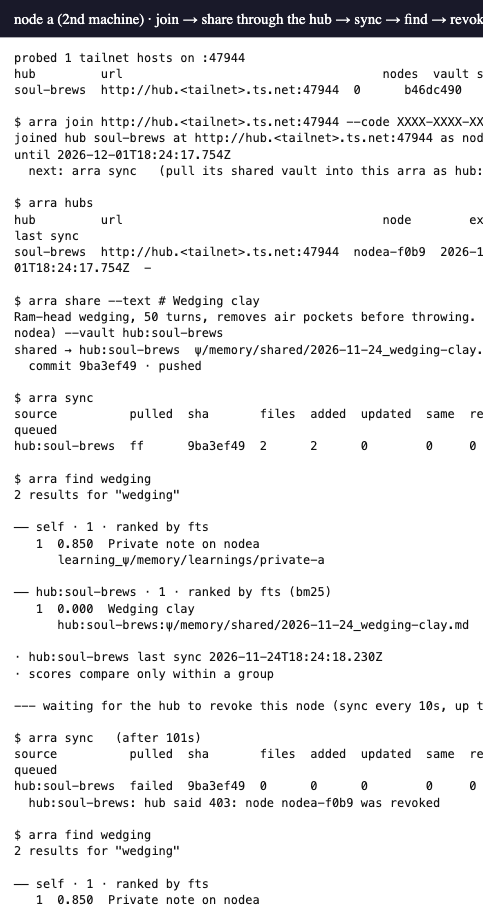 node a (2nd machine) · join → share through the hub → sync → find → revok
probed 1 tailnet hosts on :47944
hub         url                                    nodes  vault s
soul-brews  http://hub.<tailnet>.ts.net:47944  0      b46dc490
$ arra join http://hub.<tailnet>.ts.net:47944 --code XXXX-XXXX-XX
joined hub soul-brews at http://hub.<tailnet>.ts.net:47944 as nod
until 2026-12-01T18:24:17.754Z
  next: arra sync   (pull its shared vault into this arra as hub:
$ arra hubs
hub         url                                    node         ex
last sync
soul-brews  http://hub.<tailnet>.ts.net:47944  nodea-f0b9  2026-1
01T18:24:17.754Z  —
$ arra share --text # Wedging clay
Ram-head wedging, 50 turns, removes air pockets before throwing.
nodea) --vault hub:soul-brews
shared → hub:soul-brews  ψ/memory/shared/2026-11-24_wedging-clay.
  commit 9ba3ef49 · pushed
$ arra sync
source          pulled  sha       files  added  updated  same  re
queued
hub:soul-brews  ff      9ba3ef49  2      2      0        0     0
$ arra find wedging
2 results for "wedging"
── self · 1 · ranked by fts
   1  0.850  Private note on nodea
      learning_ψ/memory/learnings/private-a
── hub:soul-brews · 1 · ranked by fts (bm25)
   1  0.000  Wedging clay
      hub:soul-brews:ψ/memory/shared/2026-11-24_wedging-clay.md
· hub:soul-brews last sync 2026-11-24T18:24:18.230Z
· scores compare only within a group
--- waiting for the hub to revoke this node (sync every 10s, up t
$ arra sync   (after 101s)
source          pulled  sha       files  added  updated  same  re
queued
hub:soul-brews  failed  9ba3ef49  0      0      0        0     0
  hub:soul-brews: hub said 403: node nodea-f0b9 was revoked
$ arra find wedging
2 results for "wedging"
── self · 1 · ranked by fts
   1  0.850  Private note on nodea